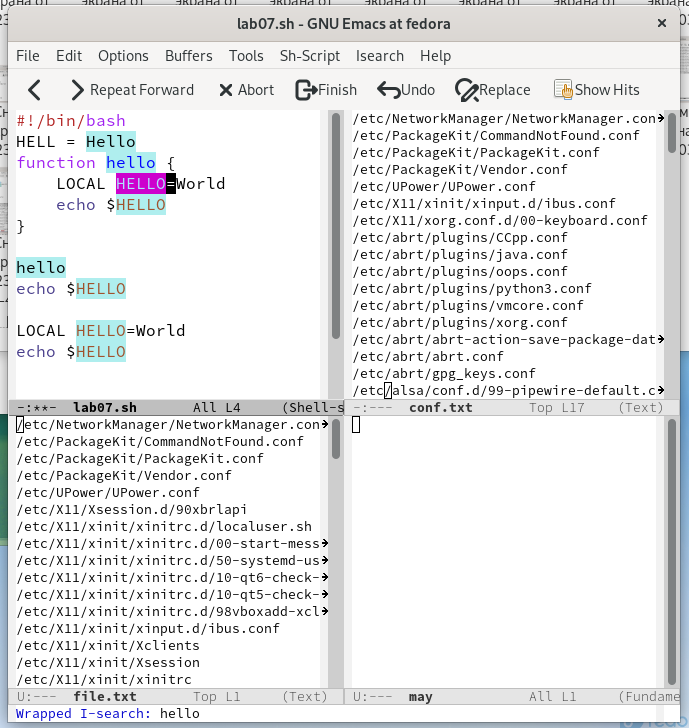 lab07.sh - GNU Emacs at fedora
File Edit Options Buffers Tools Sh-Script Isearch Help
Repeat Forward Abort Finish Undo Replace Show Hits
#!/bin/bash
HELL = Hello
function hello {
LOCAL HELLO=World
echo $HELLO
}
hello
echo $HELLO
LOCAL HELLO=World
echo $HELLO
-:**- lab07.sh All L4 (Shell-s
/etc/NetworkManager/NetworkManager.con
/etc/PackageKit/CommandNotFound.conf
/etc/PackageKit/PackageKit.conf
/etc/PackageKit/Vendor.conf
/etc/UPower/UPower.conf
/etc/X11/xinit/xinput.d/ibus.conf
/etc/X11/xorg.conf.d/00-keyboard.conf
/etc/abrt/plugins/CCpp.conf
/etc/abrt/plugins/java.conf
/etc/abrt/plugins/oops.conf
/etc/abrt/plugins/python3.conf
/etc/abrt/plugins/vmcore.conf
/etc/abrt/plugins/xorg.conf
/etc/abrt/abrt-action-save-package-dat
/etc/abrt/abrt.conf
/etc/abrt/gpg_keys.conf
/etc/alsa/conf.d/99-pipewire-default.c
-:--- conf.txt Top L17 (Text)
/etc/NetworkManager/NetworkManager.con
/etc/PackageKit/CommandNotFound.conf
/etc/PackageKit/PackageKit.conf
/etc/PackageKit/Vendor.conf
/etc/UPower/UPower.conf
/etc/X11/Xsession.d/90xbrlapi
/etc/X11/xinit/xinitrc.d/localuser.sh
/etc/X11/xinit/xinitrc.d/00-start-mess
/etc/X11/xinit/xinitrc.d/50-systemd-us
/etc/X11/xinit/xinitrc.d/10-qt6-check-
/etc/X11/xinit/xinitrc.d/10-qt5-check-
/etc/X11/xinit/xinitrc.d/98vboxadd-xcl
/etc/X11/xinit/xinput.d/ibus.conf
/etc/X11/xinit/Xclients
/etc/X11/xinit/Xsession
/etc/X11/xinit/xinitrc
U:--- file.txt Top L1 (Text)
U:--- may All L1 (Fundame
Wrapped I-search: hello